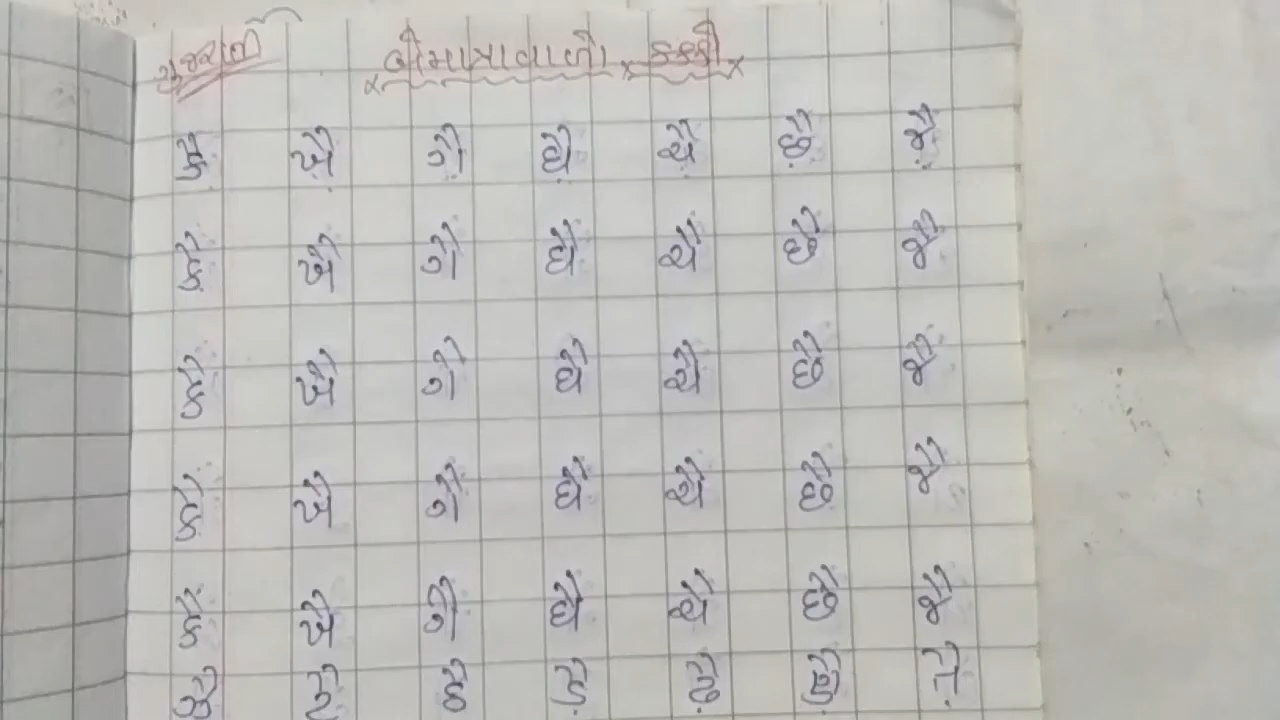 ગુજરાતી બેમાત્રાવાળો કક્કો
કૈ ખૈ ગૈ ઘૈ ચૈ છૈ જૈ
કૈ ખૈ ગૈ ઘૈ ચૈ છૈ જૈ
કૈ ખૈ ગૈ ઘૈ ચૈ છૈ જૈ
કૈ ખૈ ગૈ ઘૈ ચૈ છૈ જૈ
કૈ ખૈ ગૈ ઘૈ ચૈ છૈ જૈ
ઝૈ ટૈ ઠૈ ડૈ ઢૈ ણૈ તૈ